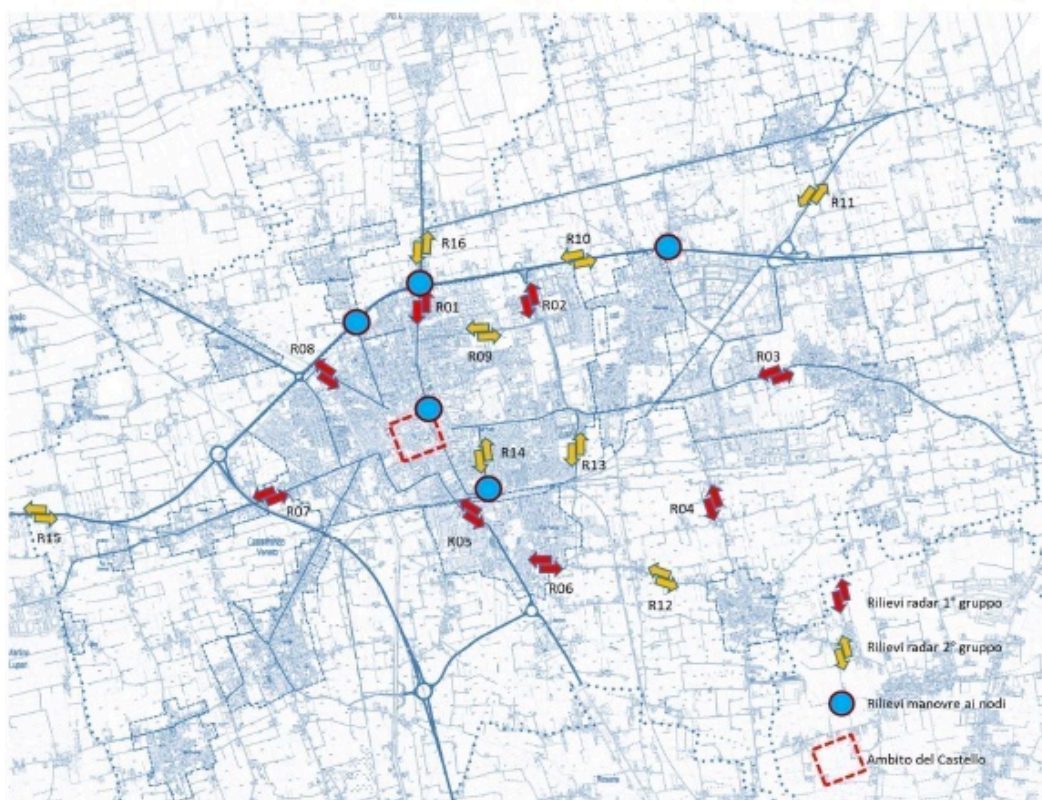 R11
R16
R10
R01
R02
R09
R08
R03
R14
R13
R07
R04
R15
R05
R06
R12
Rilievi radar 1° gruppo
Rilievi radar 2° gruppo
Rilievi manovre ai nodi
Ambito del Castello